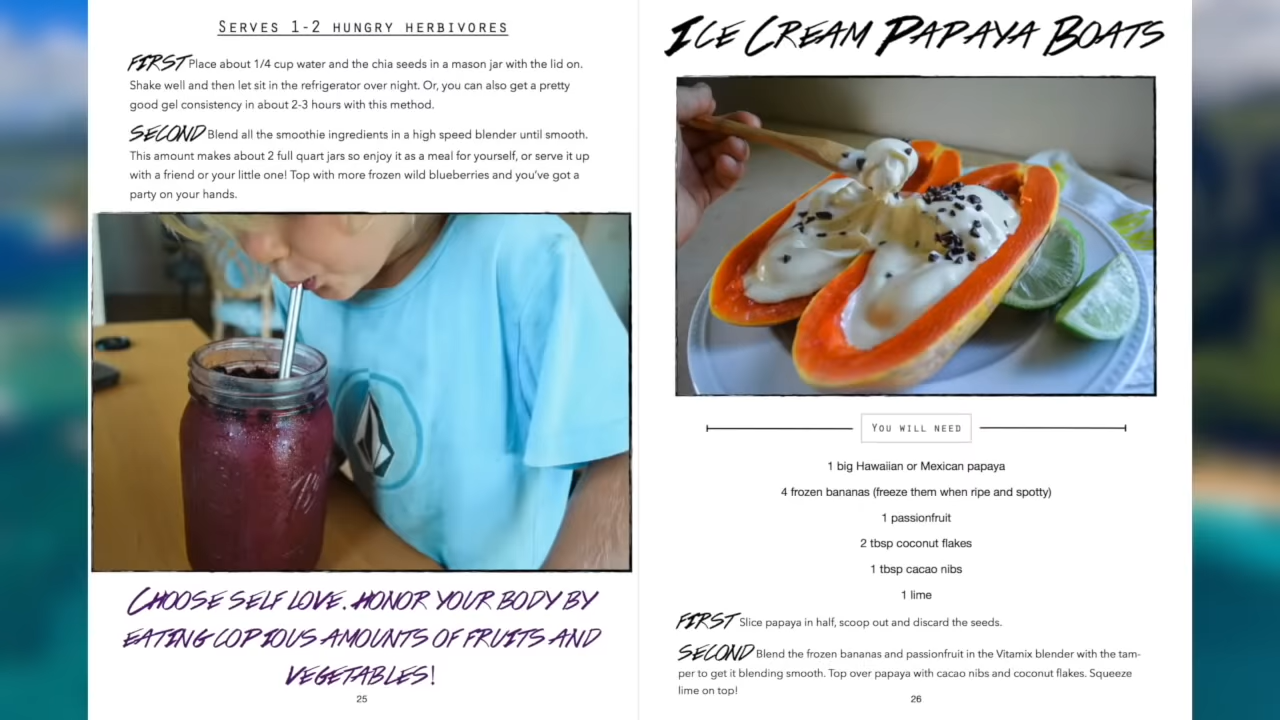 SERVES 1-2 HUNGRY HERBIVORES
FIRST Place about 1/4 cup water and the chia seeds in a mason jar with the lid on.
Shake well and then let sit in the refrigerator over night. Or, you can also get a pretty
good gel consistency in about 2-3 hours with this method.
SECOND Blend all the smoothie ingredients in a high speed blender until smooth.
This amount makes about 2 full quart jars so enjoy it as a meal for yourself, or serve it up
with a friend or your little one! Top with more frozen wild blueberries and you've got a
party on your hands.
CHOOSE SELF LOVE. HONOR YOUR BODY BY
EATING COPIOUS AMOUNTS OF FRUITS AND
VEGETABLES!
25
ICE CREAM PAPAYA BOATS
YOU WILL NEED
1 big Hawaiian or Mexican papaya
4 frozen bananas (freeze them when ripe and spotty)
1 passionfruit
2 tbsp coconut flakes
1 tbsp cacao nibs
1 lime
FIRST Slice papaya in half, scoop out and discard the seeds.
SECOND Blend the frozen bananas and passionfruit in the Vitamix blender with the tam-
per to get it blending smooth. Top over papaya with cacao nibs and coconut flakes. Squeeze
lime on top!
26